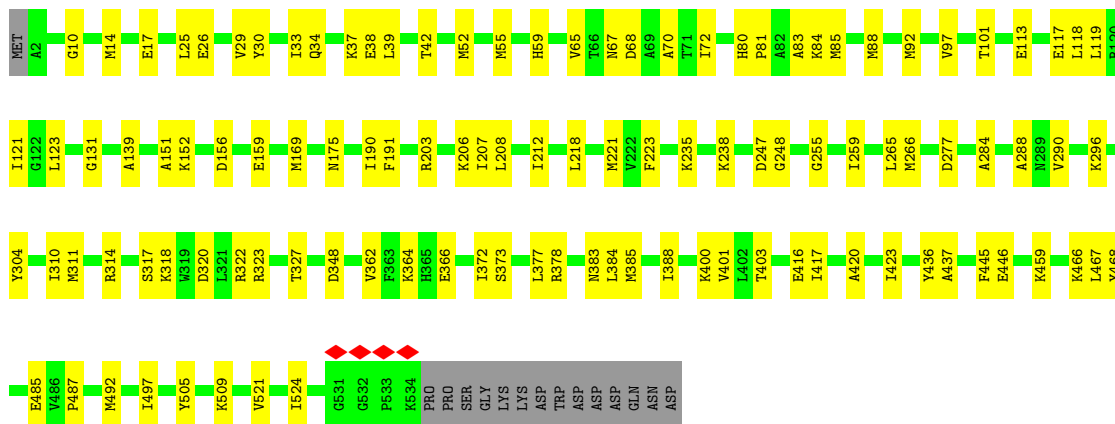 MET A2 G10 M14 E17 L25 E26 V29 Y30 I33 Q34 K37 E38 L39 T42 M52 M55 H59 V65 T66 N67 D68 A69 A70 T71 I72 H80 P81 A82 A83 K84 M85 M88 M92 V97 T101 E113 E117 L118 L119 R120
I121 G122 L123 G131 A139 A151 K152 D156 E159 M169 N175 I190 F191 R203 K206 I207 L208 I212 L218 M221 V222 F223 K235 K238 D247 G248 G255 I259 L265 M266 D277 A284 A288 N289 V290 K296
Y304 I310 M311 R314 S317 K318 W319 D320 L321 R322 R323 T327 D348 V362 F363 K364 H365 E366 I372 S373 L377 R378 N383 L384 M385 I388 K400 V401 L402 T403 E416 I417 A420 I423 Y436 A437 F445 E446 K459 K466 L467 Y468
E485 V486 P487 M492 I497 Y505 K509 V521 I524 G531 G532 P533 K534 PRO PRO SER GLY LYS LYS ASP TRP ASP ASP ASP GLN ASN ASP